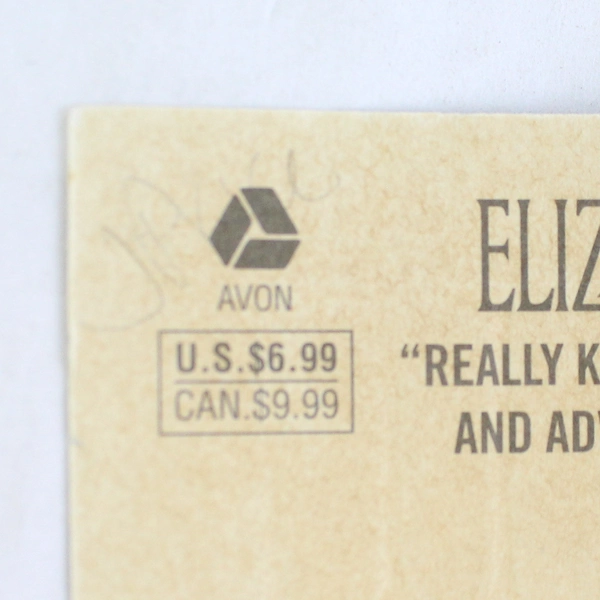 AVON
U.S.$6.99
CAN.$9.99
ELIZ
“REALLY K
AND ADV